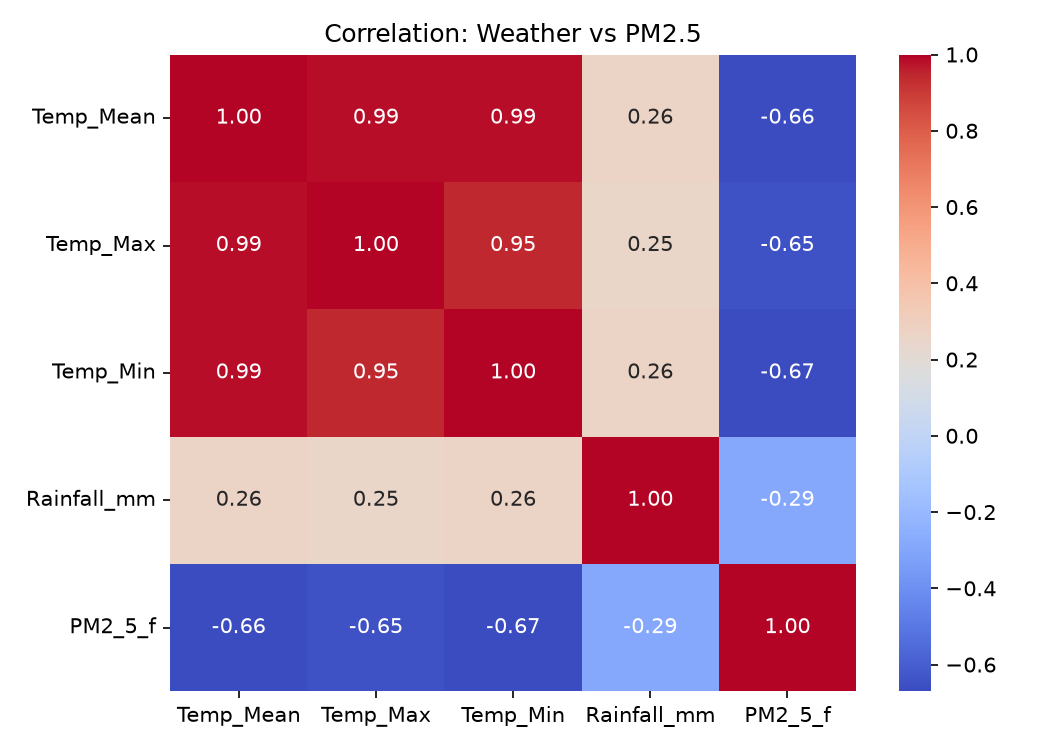 Correlation: Weather vs PM2.5
1.0
Temp_Mean 1.00 0.99 0.99 0.26 -0.66
0.8
0.6
Temp_Max 0.99 1.00 0.95 0.25 -0.65
0.4
0.2
Temp_Min 0.99 0.95 1.00 0.26 -0.67
0.0
Rainfall_mm 0.26 0.25 0.26 1.00 -0.29
−0.2
−0.4
PM2_5_f -0.66 -0.65 -0.67 -0.29 1.00
−0.6
Temp_Mean Temp_Max Temp_Min Rainfall_mm PM2_5_f